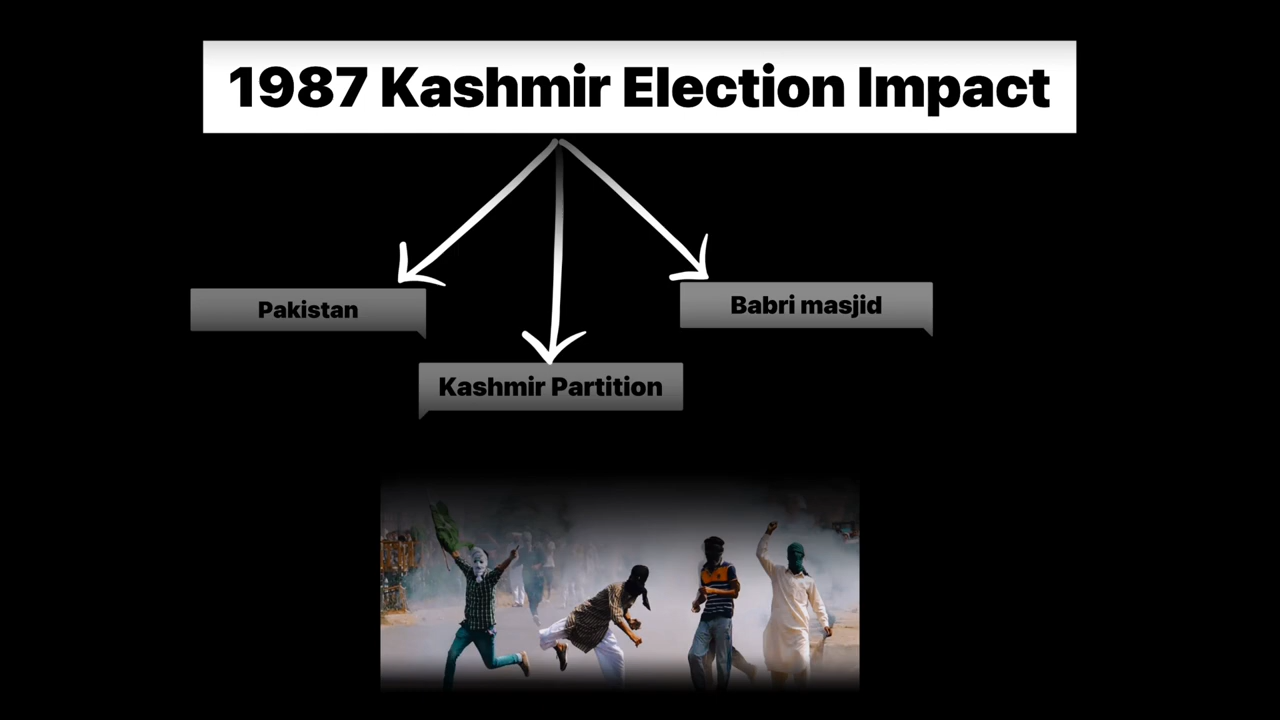 1987 Kashmir Election Impact
Pakistan
Babri masjid
Kashmir Partition